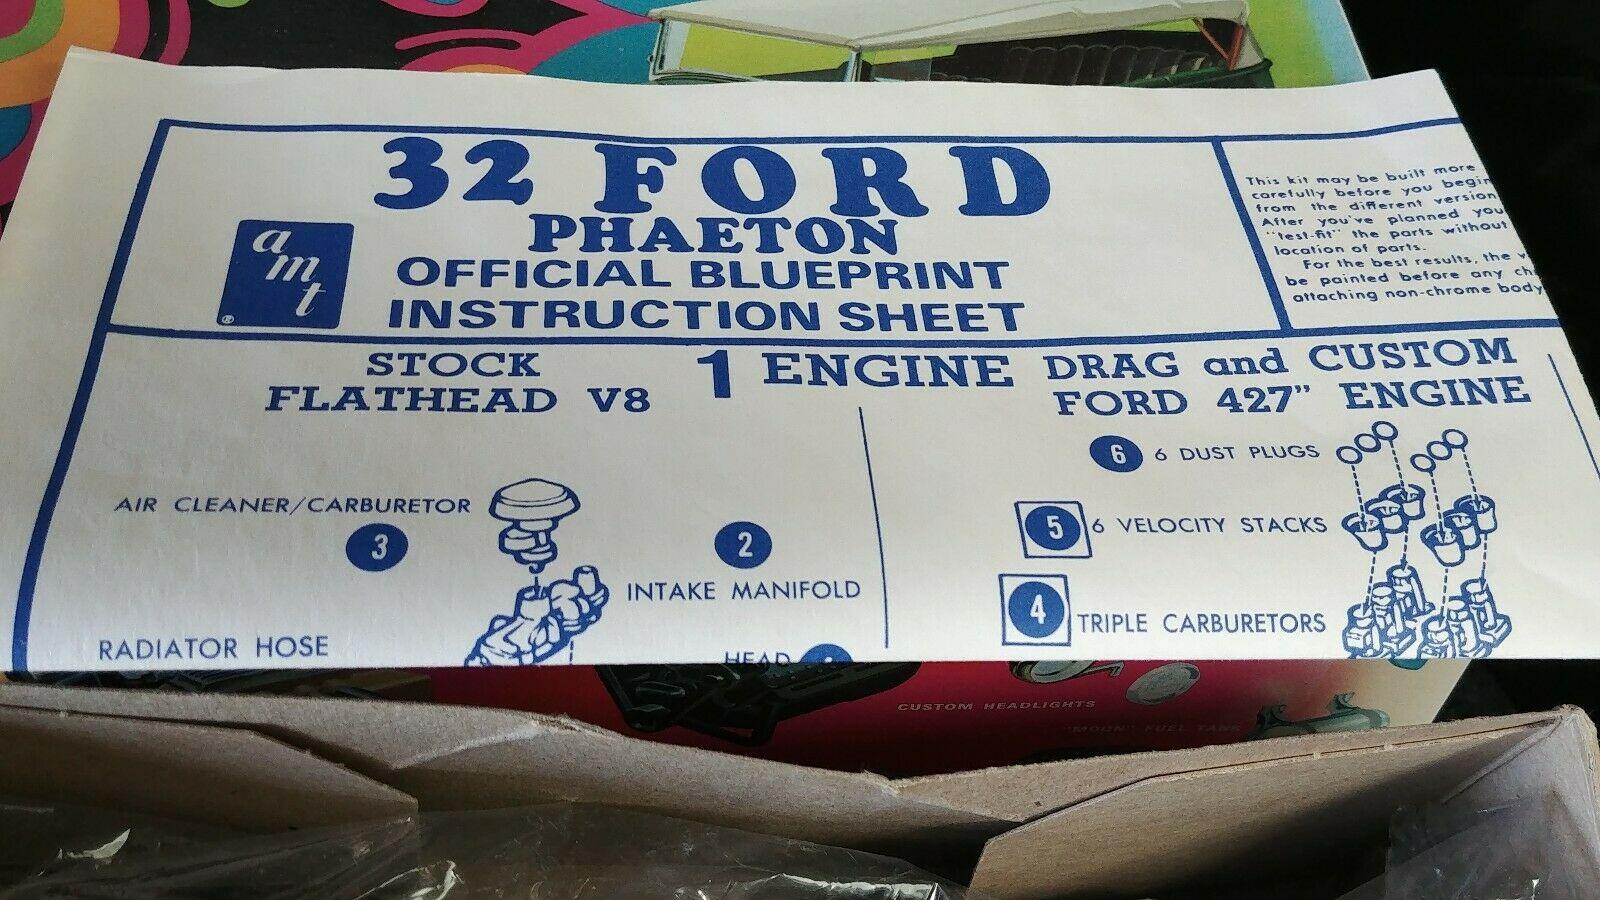 32 FORD
PHAETON
OFFICIAL BLUEPRINT
INSTRUCTION SHEET
amt
®
This kit may be built more
carefully before you begin
from the different version
After you've planned you
"test-fit" the parts without
location of parts.
For the best results, the
be painted before any
attaching non-chrome body
1 ENGINE
STOCK
FLATHEAD V8
AIR CLEANER/CARBURETOR
3
2
INTAKE MANIFOLD
RADIATOR HOSE
HEAD
DRAG and CUSTOM
FORD 427" ENGINE
6 6 DUST PLUGS
5 6 VELOCITY STACKS
4 TRIPLE CARBURETORS
CUSTOM HEADLIGHTS
"MOON" FUEL TANK